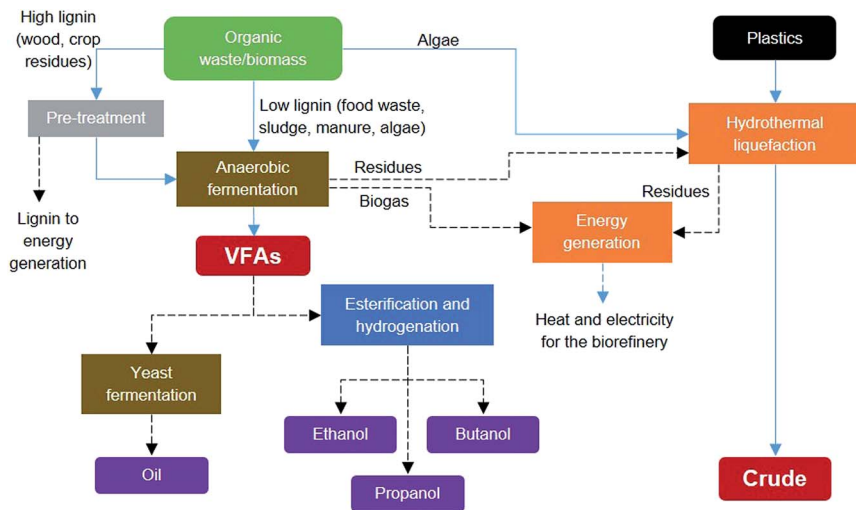 High lignin
(wood, crop
residues)
Organic
waste/biomass
Algae
Plastics
Pre-treatment
Low lignin (food waste,
sludge, manure, algae)
Hydrothermal
liquefaction
Anaerobic
fermentation
Residues
Biogas
Residues
Lignin to
energy
generation
Energy
generation
VFAs
Esterification and
hydrogenation
Heat and electricity
for the biorefinery
Yeast
fermentation
Ethanol
Butanol
Oil
Propanol
Crude